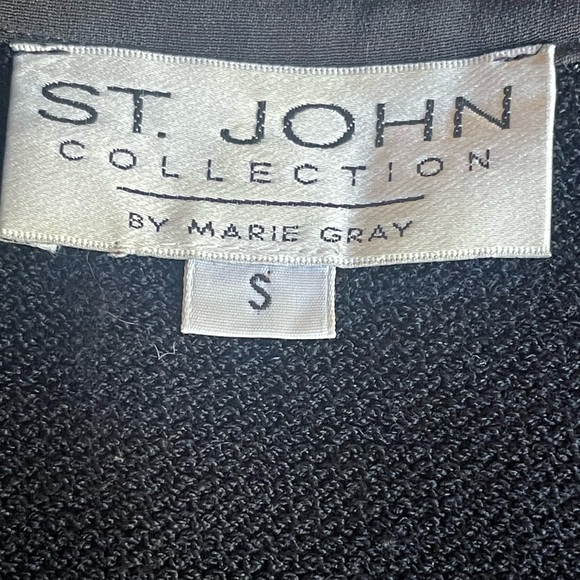 ST. JOHN
COLLECTION
BY MARIE GRAY
S